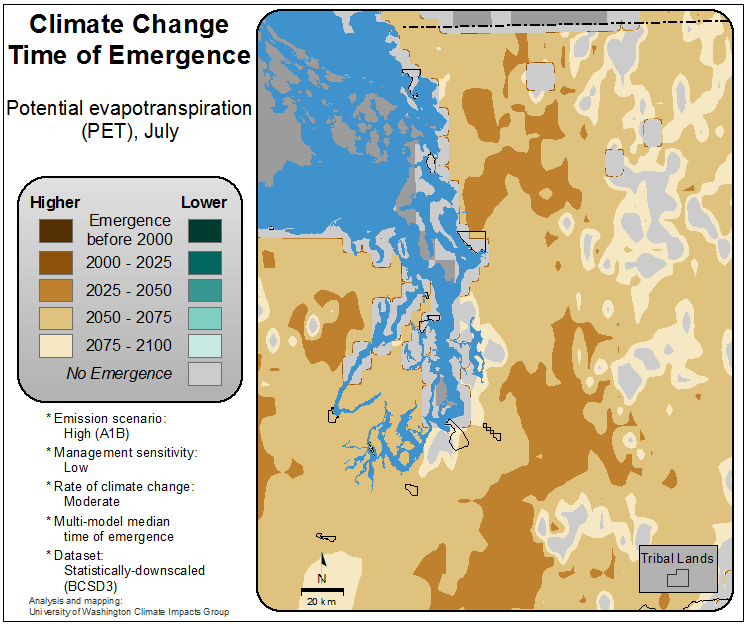 Climate Change
Time of Emergence
Potential evapotranspiration
(PET), July
Higher Lower
Emergence
before 2000
2000 - 2025
2025 - 2050
2050 - 2075
2075 - 2100
No Emergence
* Emission scenario:
High (A1B)
* Management sensitivity:
Low
* Rate of climate change:
Moderate
* Multi-model median
time of emergence
* Dataset:
Statistically-downscaled
(BCSD3)
Analysis and mapping:
University of Washington Climate Impacts Group
N
20 km
Tribal Lands